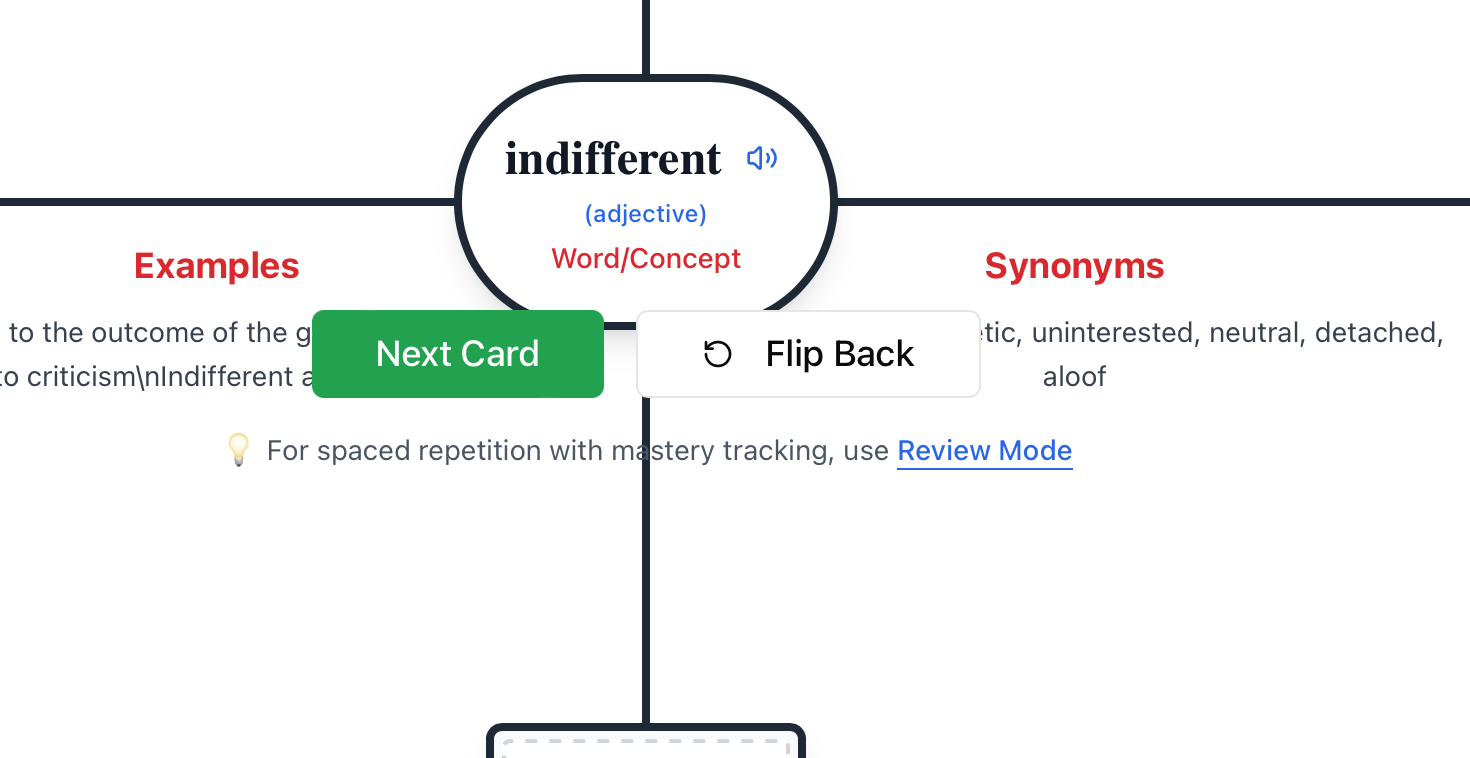 indifferent
(adjective)
Word/Concept
Examples
to the outcome of the
to criticism\nIndifferent
Synonyms
uninterested, neutral, detached,
aloof
Next Card
Flip Back
For spaced repetition with mastery tracking, use Review Mode